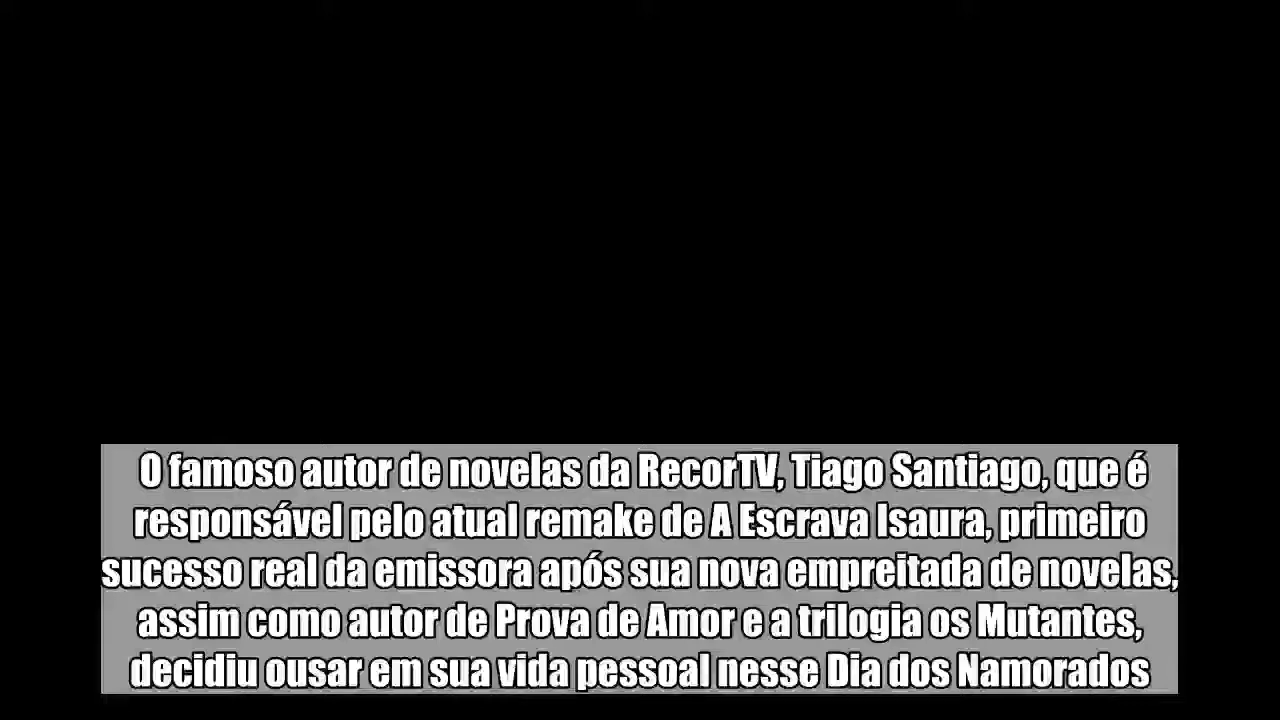 O famoso autor de novelas da RecorTV, Tiago Santiago, que é
responsável pelo atual remake de A Escrava Isaura, primeiro
sucesso real da emissora após sua nova empreitada de novelas,
assim como autor de Prova de Amor e a trilogia os Mutantes,
decidiu ousar em sua vida pessoal nesse Dia dos Namorados